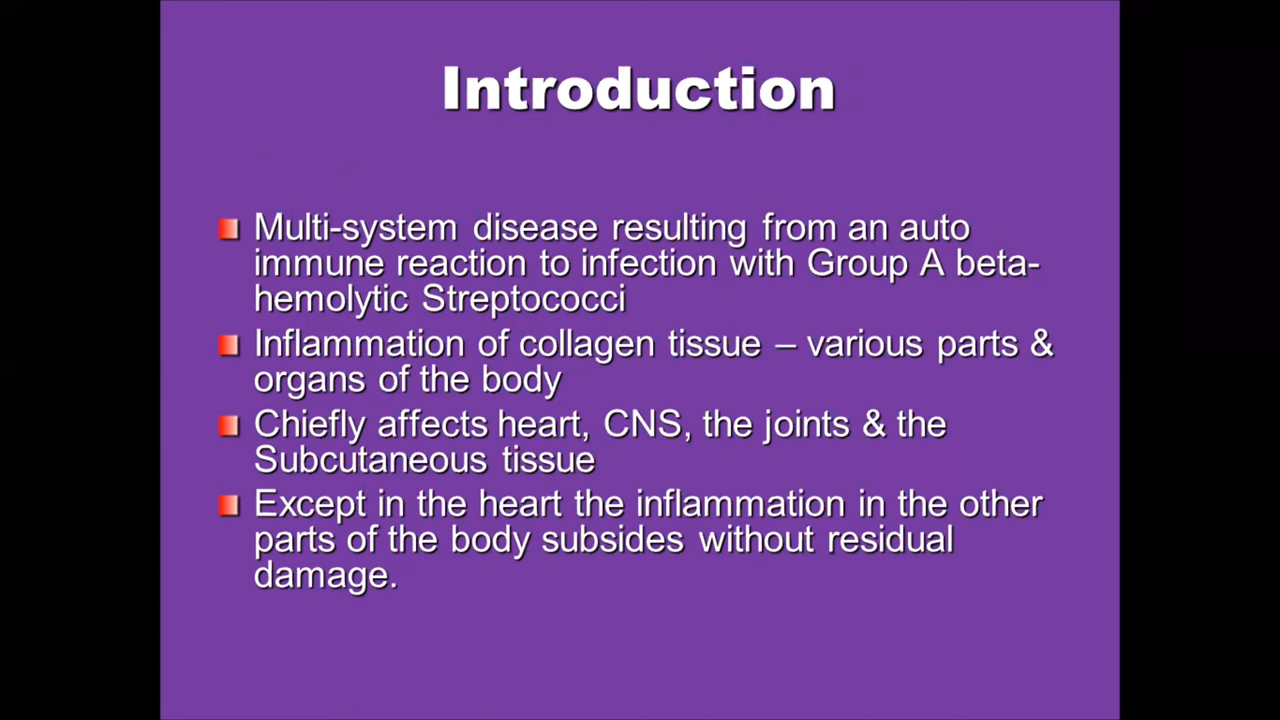 Introduction
Multi-system disease resulting from an auto
immune reaction to infection with Group A beta-
hemolytic Streptococci
Inflammation of collagen tissue – various parts &
organs of the body
Chiefly affects heart, CNS, the joints & the
Subcutaneous tissue
Except in the heart the inflammation in the other
parts of the body subsides without residual
damage.